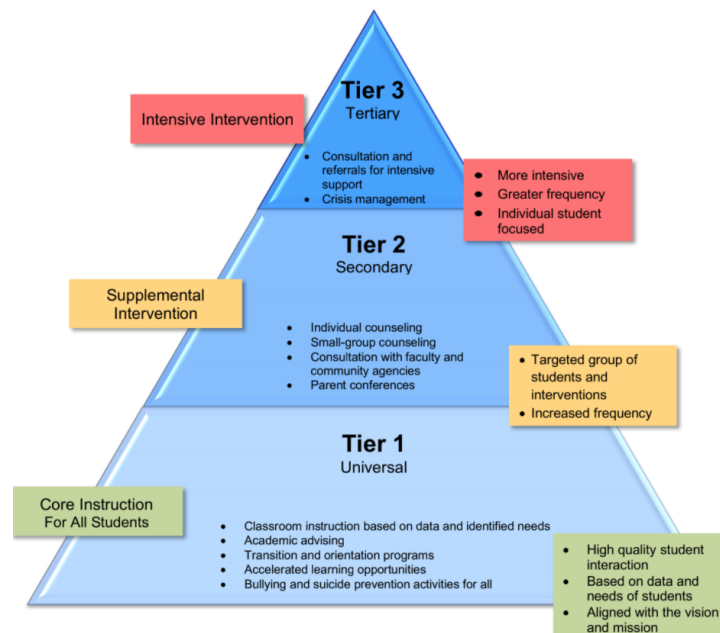 Tier 3
Tertiary
Intensive Intervention
• Consultation and
referrals for intensive
support
• Crisis management
• More intensive
• Greater frequency
• Individual student
focused
Tier 2
Secondary
Supplemental
Intervention
• Individual counseling
• Small-group counseling
• Consultation with faculty and
community agencies
• Parent conferences
• Targeted group of
students and
interventions
• Increased frequency
Tier 1
Universal
Core Instruction
For All Students
• Classroom instruction based on data and identified needs
• Academic advising
• Transition and orientation programs
• Accelerated learning opportunities
• Bullying and suicide prevention activities for all
• High quality student
interaction
• Based on data and
needs of students
• Aligned with the vision
and mission